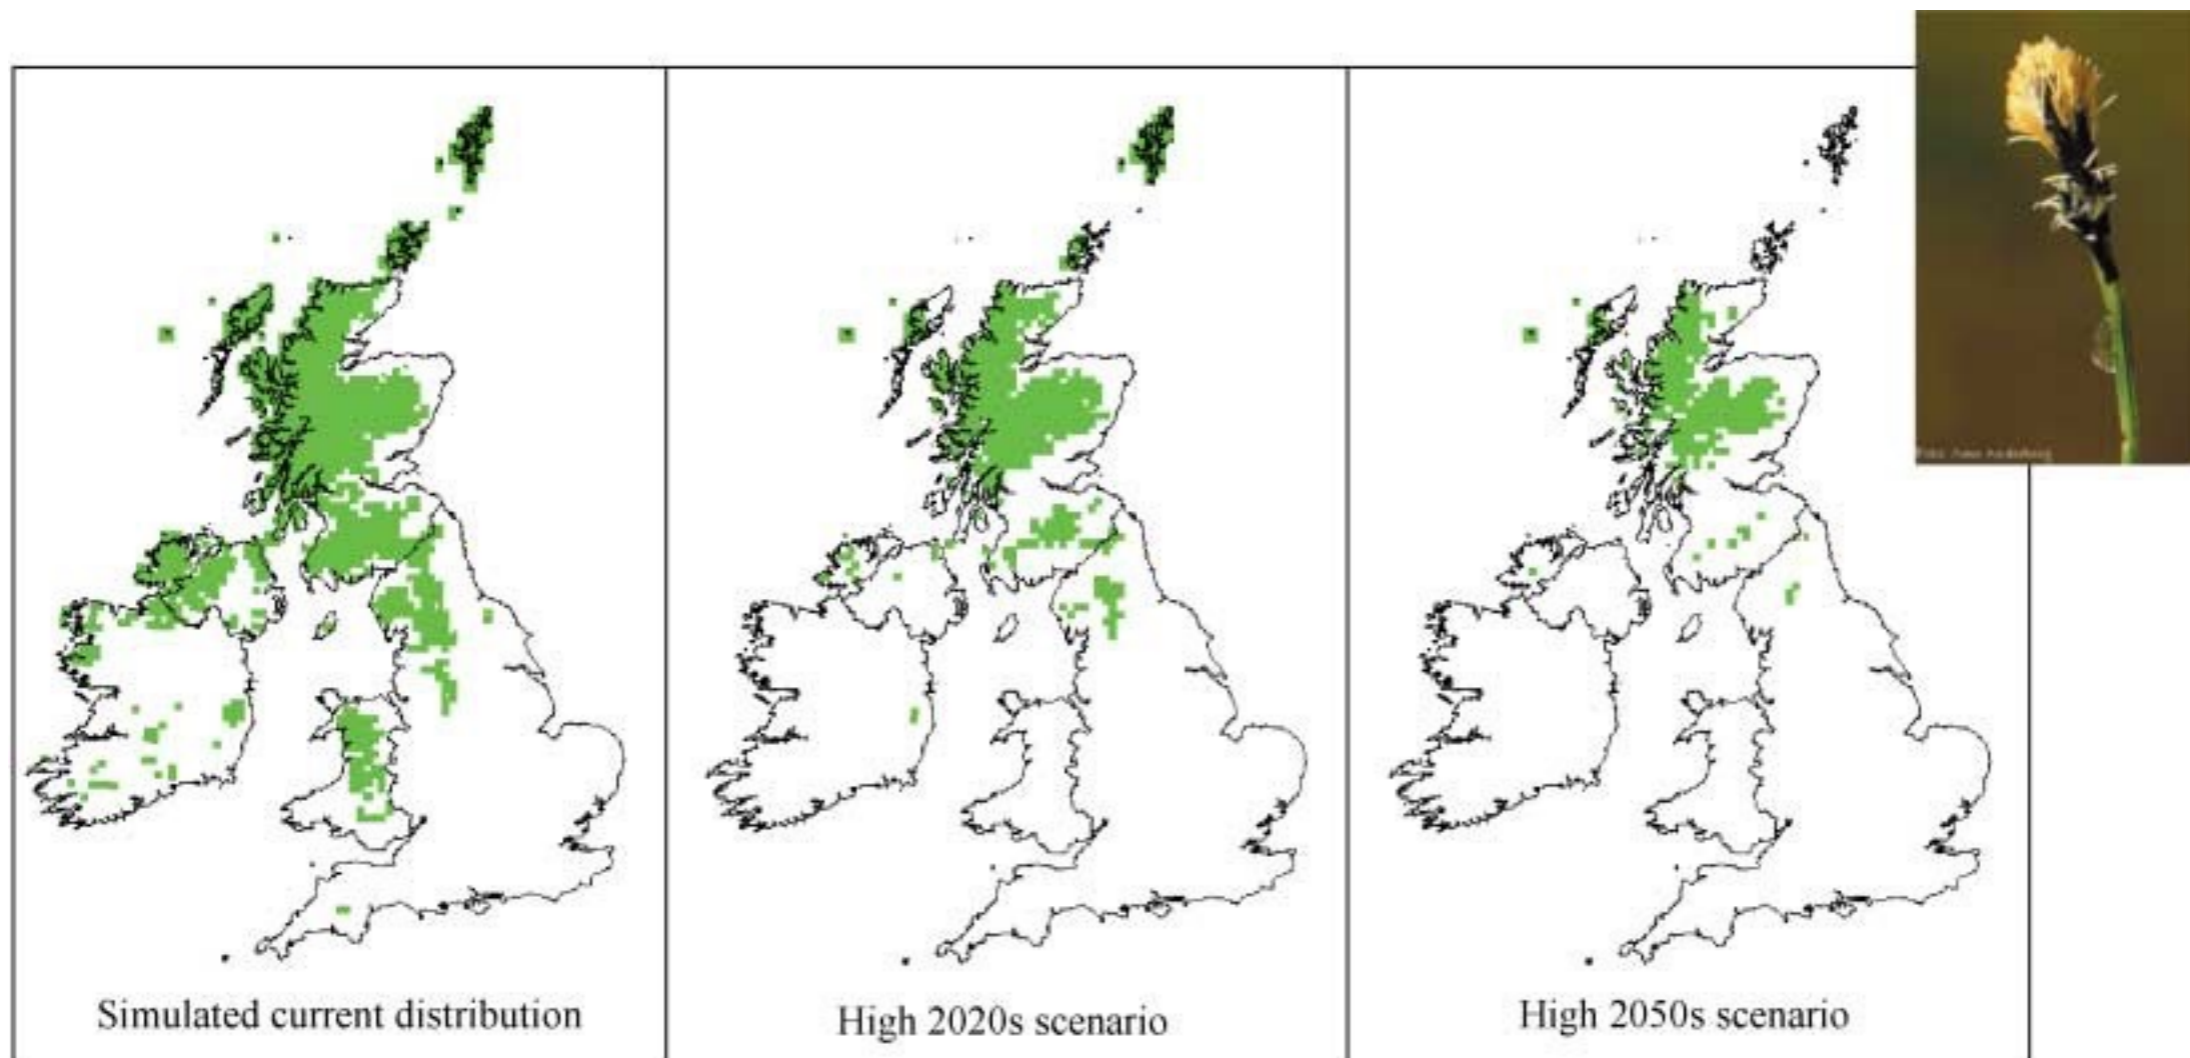 Simulated current distribution
High 2020s scenario
High 2050s scenario